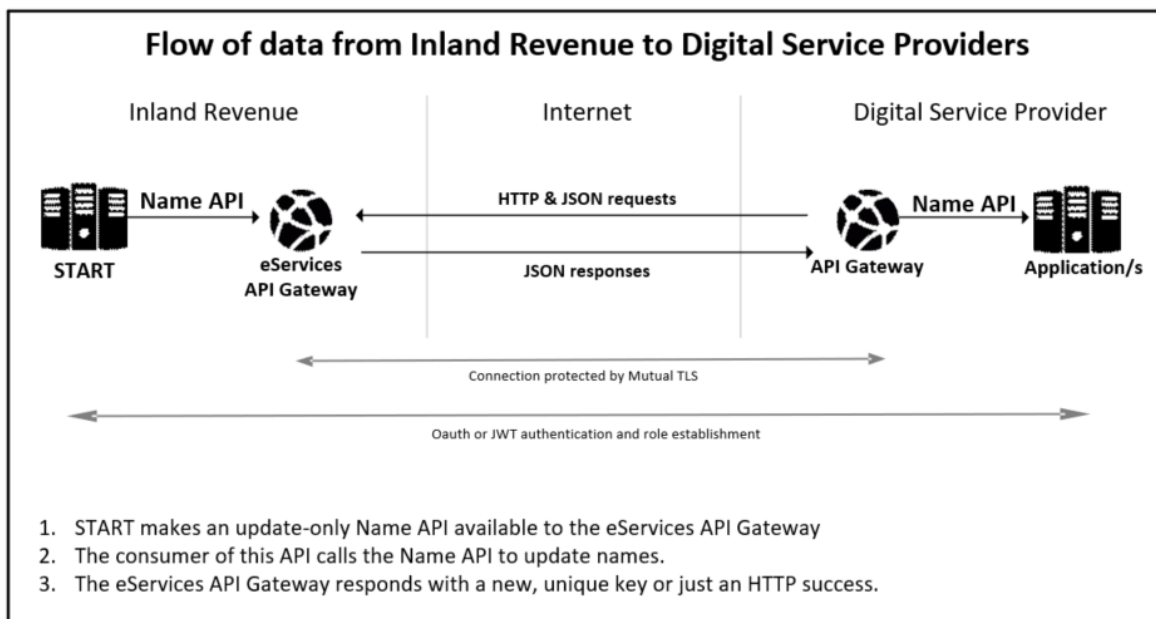 Flow of data from Inland Revenue to Digital Service Providers
Inland Revenue
Internet
Digital Service Provider
Name API
HTTP & JSON requests
Name API
START
eServices
API Gateway
JSON responses
API Gateway
Application/s
Connection protected by Mutual TLS
Oauth or JWT authentication and role establishment
1. START makes an update-only Name API available to the eServices API Gateway
2. The consumer of this API calls the Name API to update names.
3. The eServices API Gateway responds with a new, unique key or just an HTTP success.